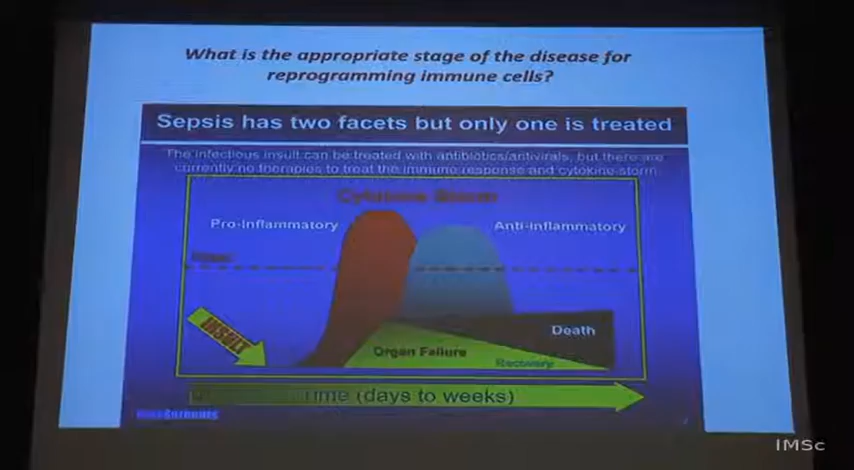 What is the appropriate stage of the disease for
reprogramming immune cells?
Sepsis has two facets but only one is treated
The infectious insult can be treated with antibiotics/antivirals, but there are
currently no therapies to treat the immune response and cytokine storm
Cytokine Storm
Pro-Inflammatory
Anti-inflammatory
INSULT
Death
Organ Failure
Recovery
Time (days to weeks)
IMSc